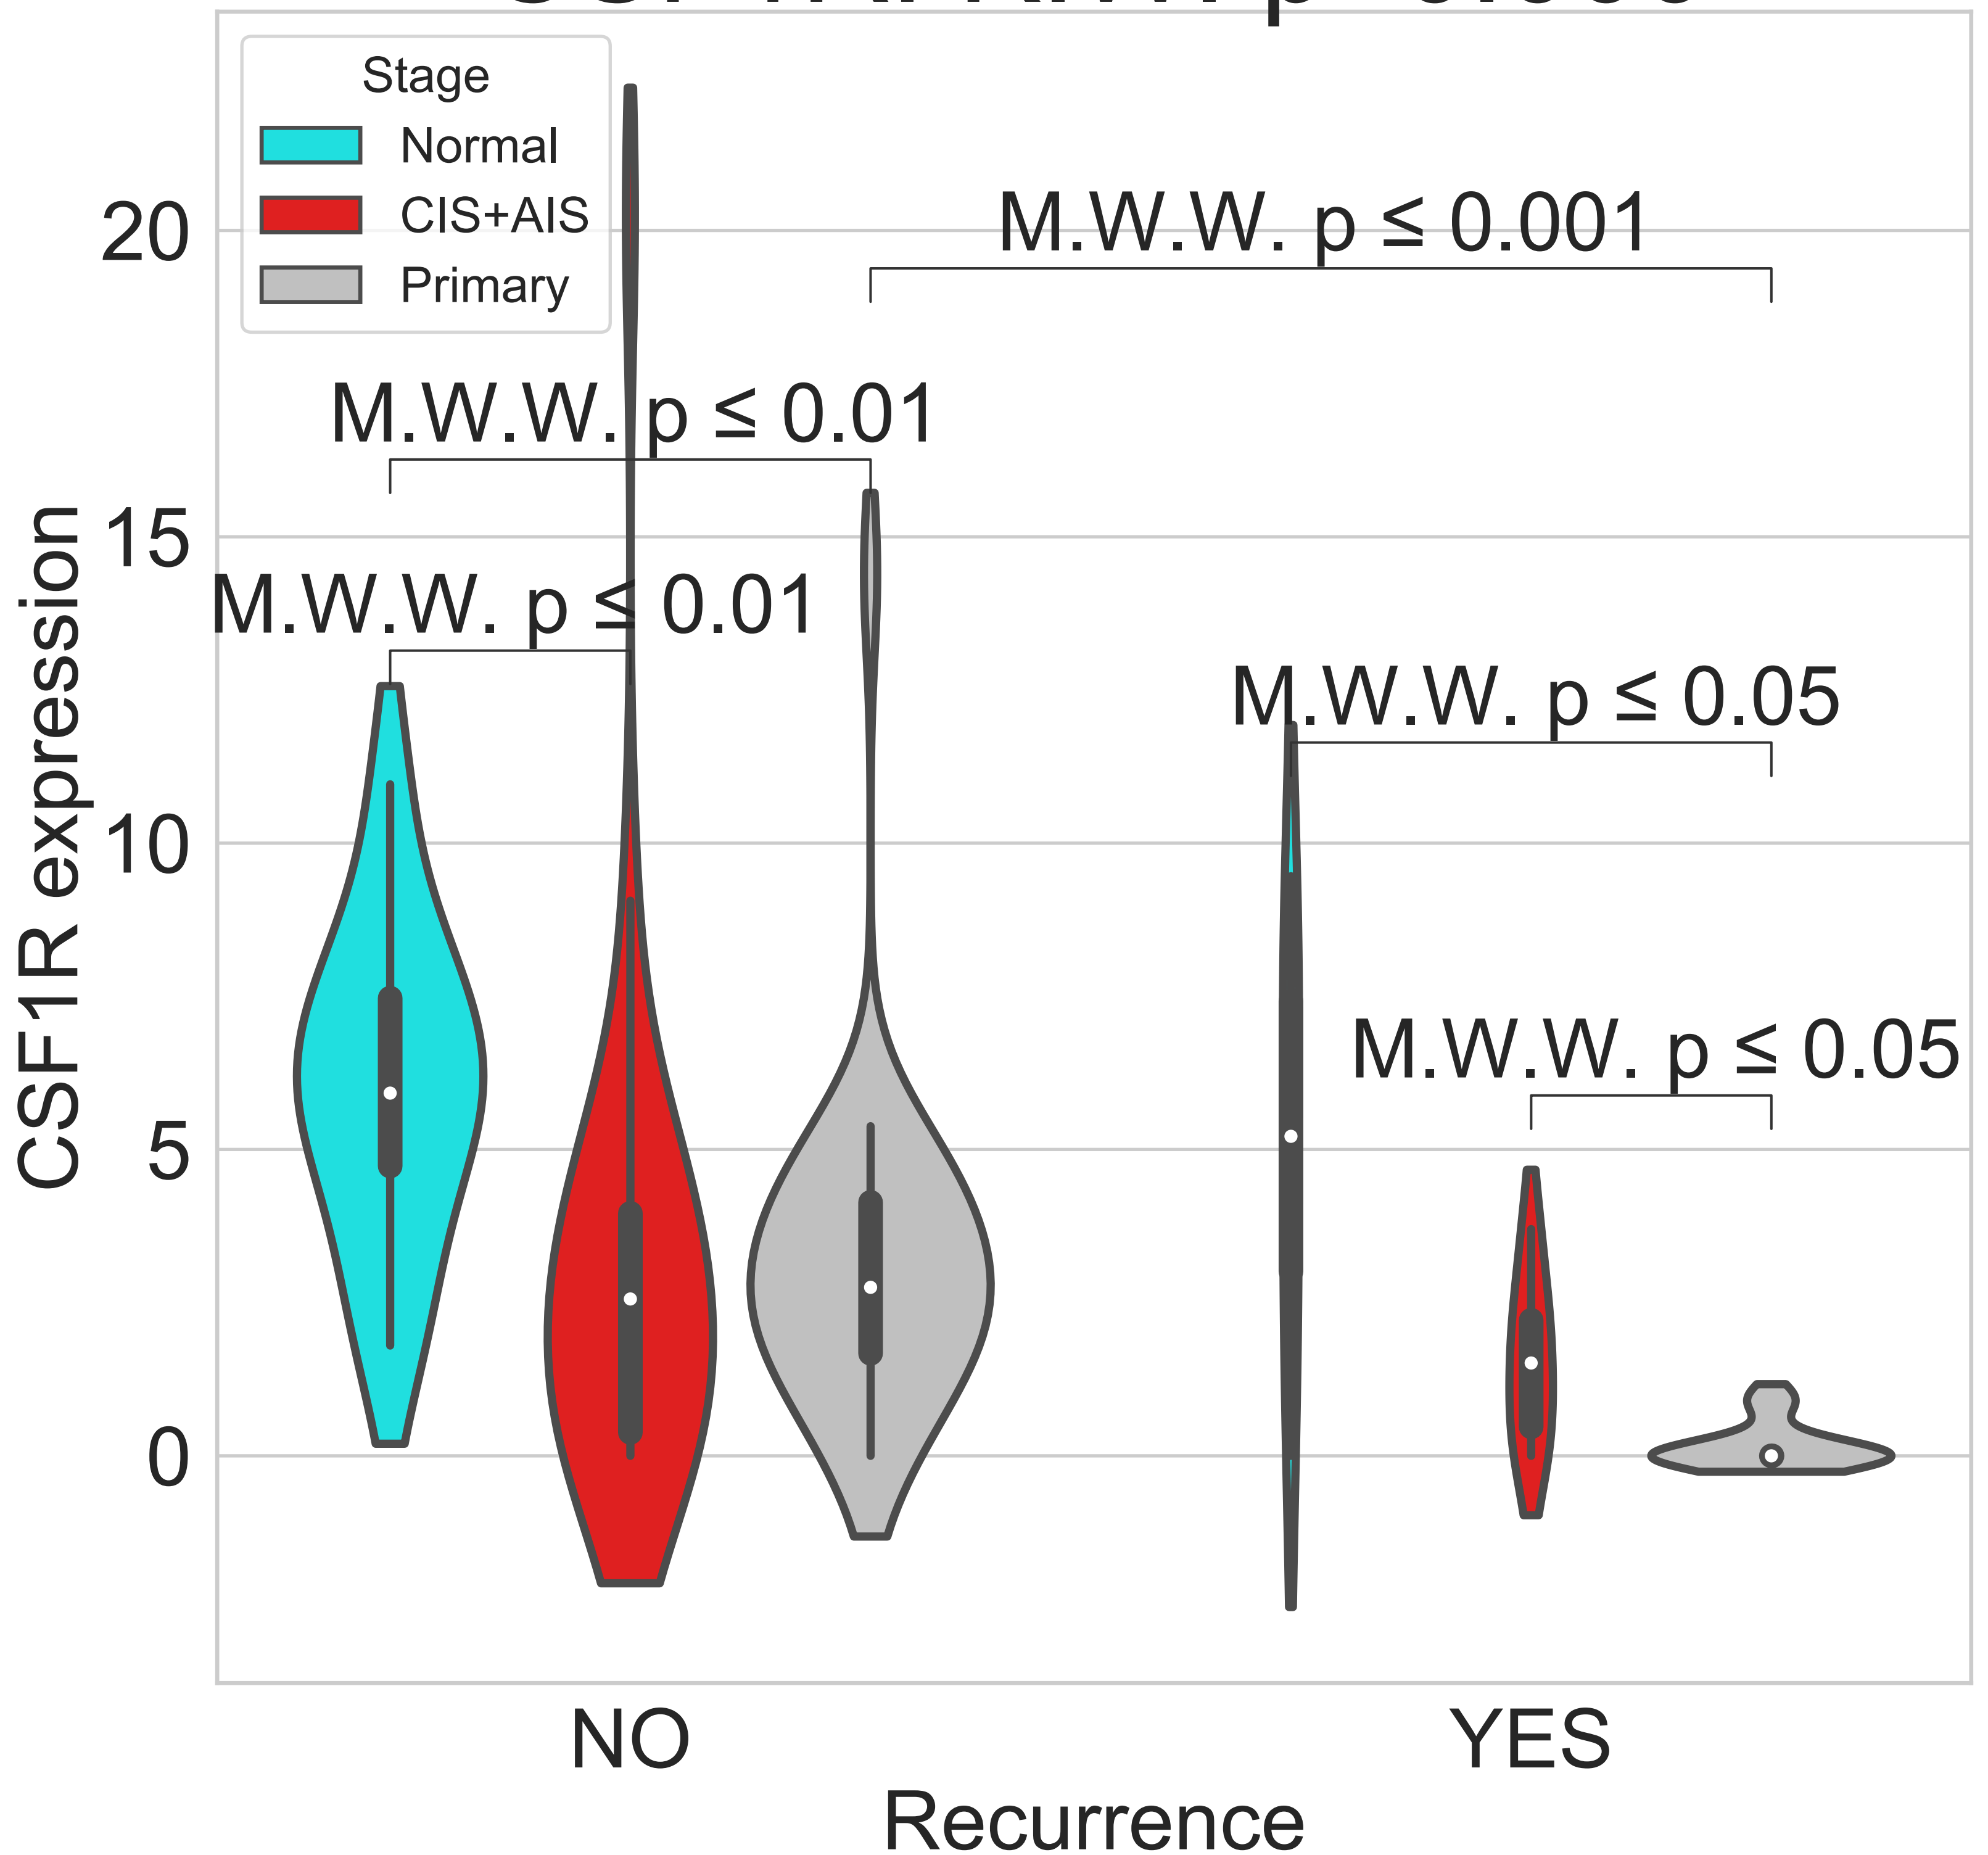 Stage
Normal
CIS+AIS
Primary
M.W.W. p ≤ 0.001
M.W.W. p ≤ 0.01
M.W.W. p ≤ 0.01
M.W.W. p ≤ 0.05
M.W.W. p ≤ 0.05
20
15
10
5
0
CSF1R expression
NO
YES
Recurrence